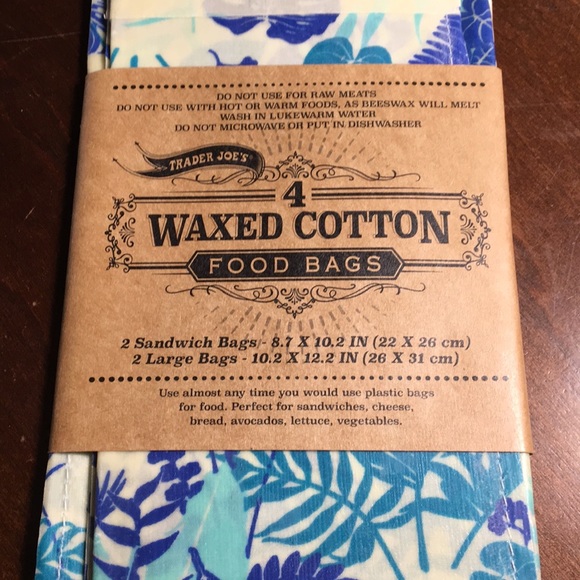 DO NOT USE FOR RAW MEATS
DO NOT USE WITH HOT OR WARM FOODS, AS BEESWAX WILL MELT
WASH IN LUKEWARM WATER
DO NOT MICROWAVE OR PUT IN DISHWASHER
TRADER JOE'S
4
WAXED COTTON
FOOD BAGS
2 Sandwich Bags - 8.7 X 10.2 IN (22 X 26 cm)
2 Large Bags - 10.2 X 12.2 IN (26 X 31 cm)
Use almost any time you would use plastic bags
for food. Perfect for sandwiches, cheese,
bread, avocados, lettuce, vegetables.